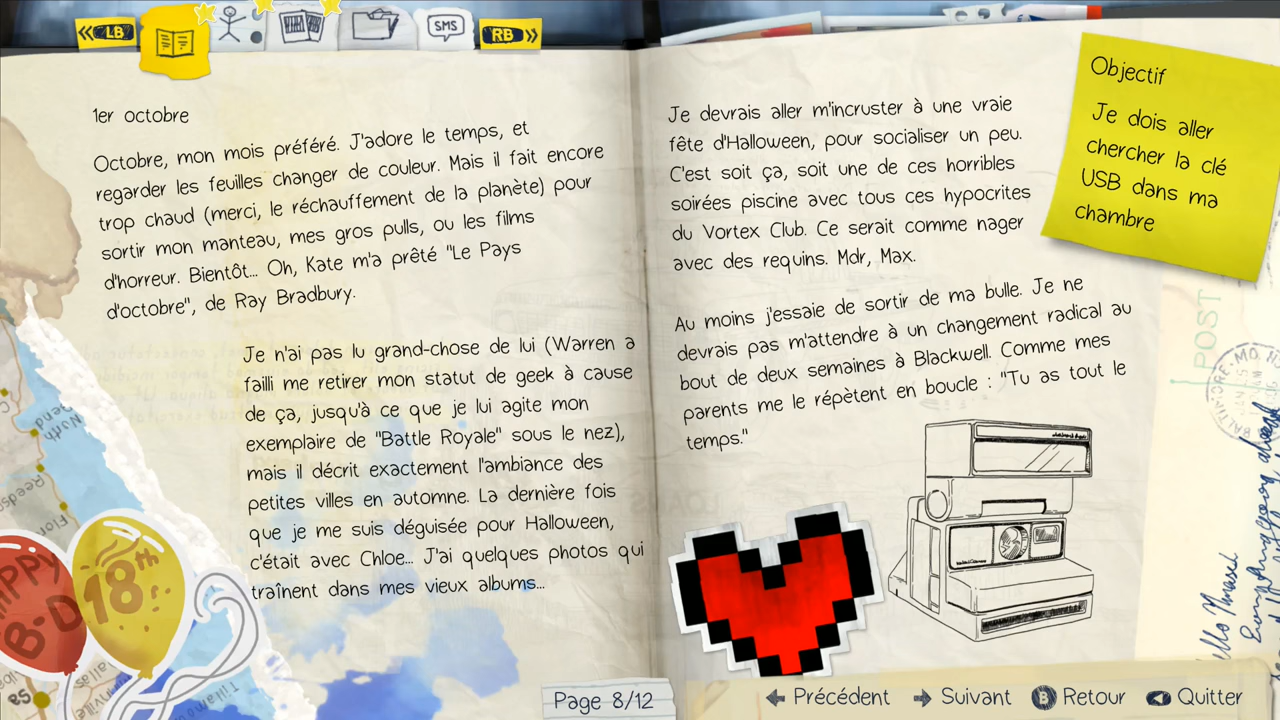 LB
SMS
RB
1er octobre
Octobre, mon mois préféré. J'adore le temps, et
regarder les feuilles changer de couleur. Mais il fait encore
trop chaud (merci, le réchauffement de la planète) pour
sortir mon manteau, mes gros pulls, ou les films
d'horreur. Bientôt... Oh, Kate m'a prêté "Le Pays
d'octobre", de Ray Bradbury.
Je n'ai pas lu grand-chose de lui (Warren a
failli me retirer mon statut de geek à cause
de ça, jusqu'à ce que je lui agite mon
exemplaire de "Battle Royale" sous le nez),
mais il décrit exactement l'ambiance des
petites villes en automne. La dernière fois
que je me suis déguisée pour Halloween,
c'était avec Chloe... J'ai quelques photos qui
traînent dans mes vieux albums...
Je devrais aller m'incruster à une vraie
fête d'Halloween, pour socialiser un peu.
C'est soit ça, soit une de ces horribles
soirées piscine avec tous ces hypocrites
du Vortex Club. Ce serait comme nager
avec des requins. Mdr, Max.
Au moins j'essaie de sortir de ma bulle. Je ne
devrais pas m'attendre à un changement radical au
bout de deux semaines à Blackwell. Comme mes
parents me le répètent en boucle : "Tu as tout le
temps."
Objectif
Je dois aller
chercher la clé
USB dans ma
chambre
POST
North
Bend
18th
B-D
es
Page 8/12
Précédent
Suivant
B Retour
Quitter